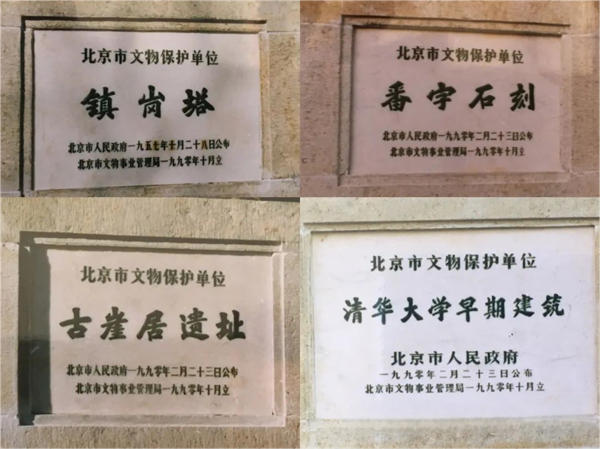 北京市文物保护单位
镇岗塔
北京市人民政府一九五七年十月二十八日公布
北京市文物事业管理局一九九〇年十月立
北京市文物保护单位
番字石刻
北京市人民政府一九九〇年二月二十三日公布
北京市文物事业管理局一九九〇年十月立
北京市文物保护单位
古崖居遗址
北京市人民政府一九九〇年二月二十三日公布
北京市文物事业管理局一九九〇年十月立
北京市文物保护单位
清华大学早期建筑
北京市人民政府
一九九〇年二月二十三日公布
北京市文物事业管理局一九九〇年十月立